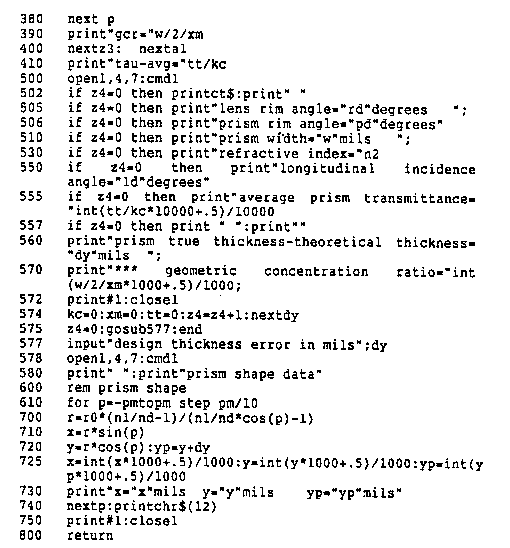 380 next p
390 print"gcr="w/2/xm
400 nextz3: nextal
410 print"tau-avg="tt/kc
500 open1,4,7:cmd1
502 if z4=0 then printct$:print" "
505 if z4=0 then print"lens rim angle="rd"degrees ";
506 if z4=0 then print"prism rim angle="pd"degrees"
510 if z4=0 then print"prism width="w"mils ";
530 if z4=0 then print"refractive index="n2
550 if z4=0 then print"longitudinal incidence
angle="ld"degrees"
555 if z4=0 then print"average prism transmittance=
"int(tt/kc*10000+.5)/10000
557 if z4=0 then print " ":print""
560 print"prism true thickness-theoretical thickness=
"dy"mils ";
570 print"*** geometric concentration ratio="int
(w/2/xm*1000+.5)/1000;
572 print#1:close1
574 kc=0:xm=0:tt=0:z4=z4+1:nextdy
575 z4=0:gosub577:end
577 input"design thickness error in mils";dy
578 open1,4,7:cmd1
580 print" ":print"prism shape data"
600 rem prism shape
610 for p=-pmtopm step pm/10
700 r=r0*(n1/nd-1)/(n1/nd*cos(p)-1)
710 x=r*sin(p)
720 y=r*cos(p):yp=y+dy
725 x=int(x*1000+.5)/1000:y=int(y*1000+.5)/1000:yp=int(y
p*1000+.5)/1000
730 print"x="x"mils y="y"mils yp="yp"mils"
740 nextp:printchr$(12)
750 print#1:close1
800 return